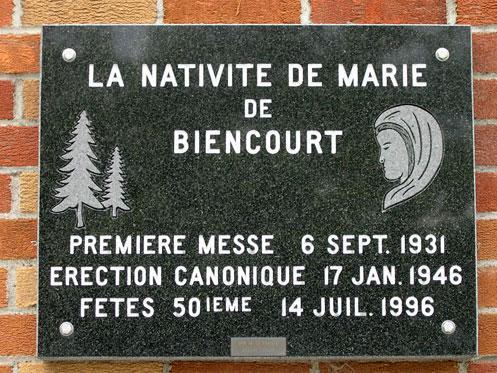 LA NATIVITE DE MARIE
DE
BIENCOURT
PREMIERE MESSE 6 SEPT. 1931
ERECTION CANONIQUE 17 JAN. 1946
FETES 50IEME 14 JUIL. 1996